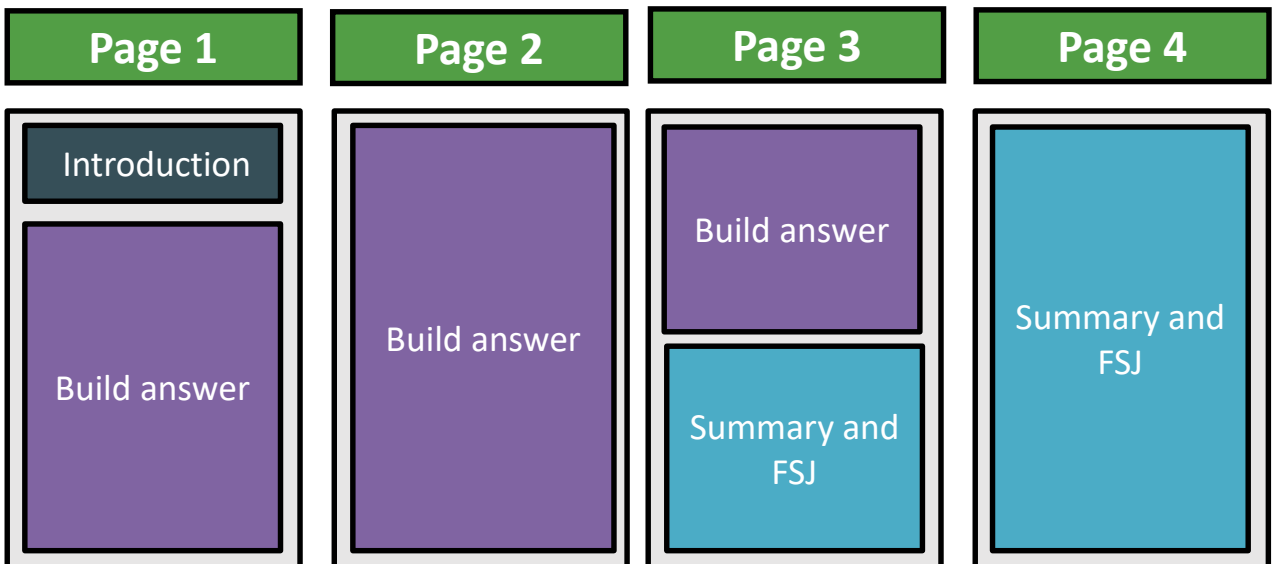 Page 1
Page 2
Page 3
Page 4
Introduction
Build answer
Build answer
Build answer
Summary and
FSJ
Summary and
FSJ